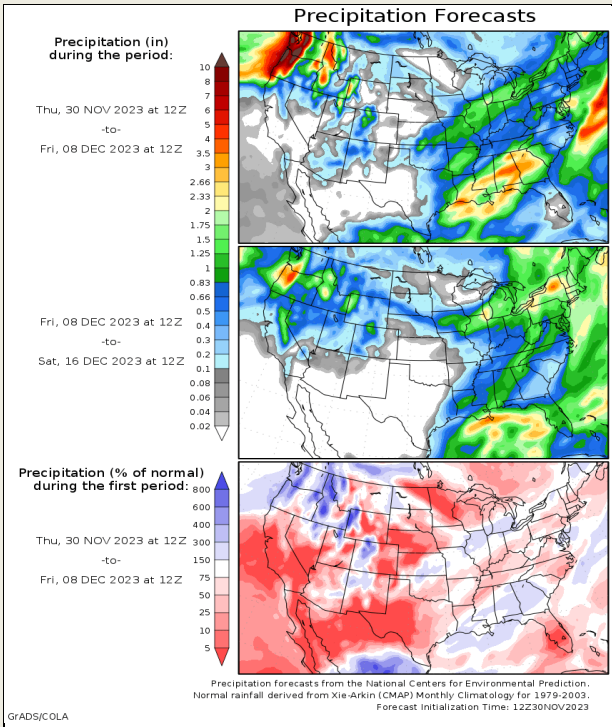 Precipitation Forecasts
Precipitation (in)
during the period:
Thu, 30 NOV 2023 at 12Z
-to-
Fri, 08 DEC 2023 at 12Z
10
8
7
6
5
4
3.5
3
2.66
2.33
2
1.75
1.5
1.25
1
0.83
0.66
0.5
0.4
0.3
0.2
0.1
0.08
0.06
0.04
0.02
Fri, 08 DEC 2023 at 12Z
-to-
Sat, 16 DEC 2023 at 12Z
Precipitation (% of normal)
during the first period:
Thu, 30 NOV 2023 at 12Z
-to-
Fri, 08 DEC 2023 at 12Z
800
600
400
300
150
75
50
25
10
5
Precipitation forecasts from the National Centers for Environmental Prediction.
Normal rainfall derived from Xie-Arkin (CMAP) Monthly Climatology for 1979-2003.
Forecast Initialization Time: 12Z30NOV2023
GrADS/COLA